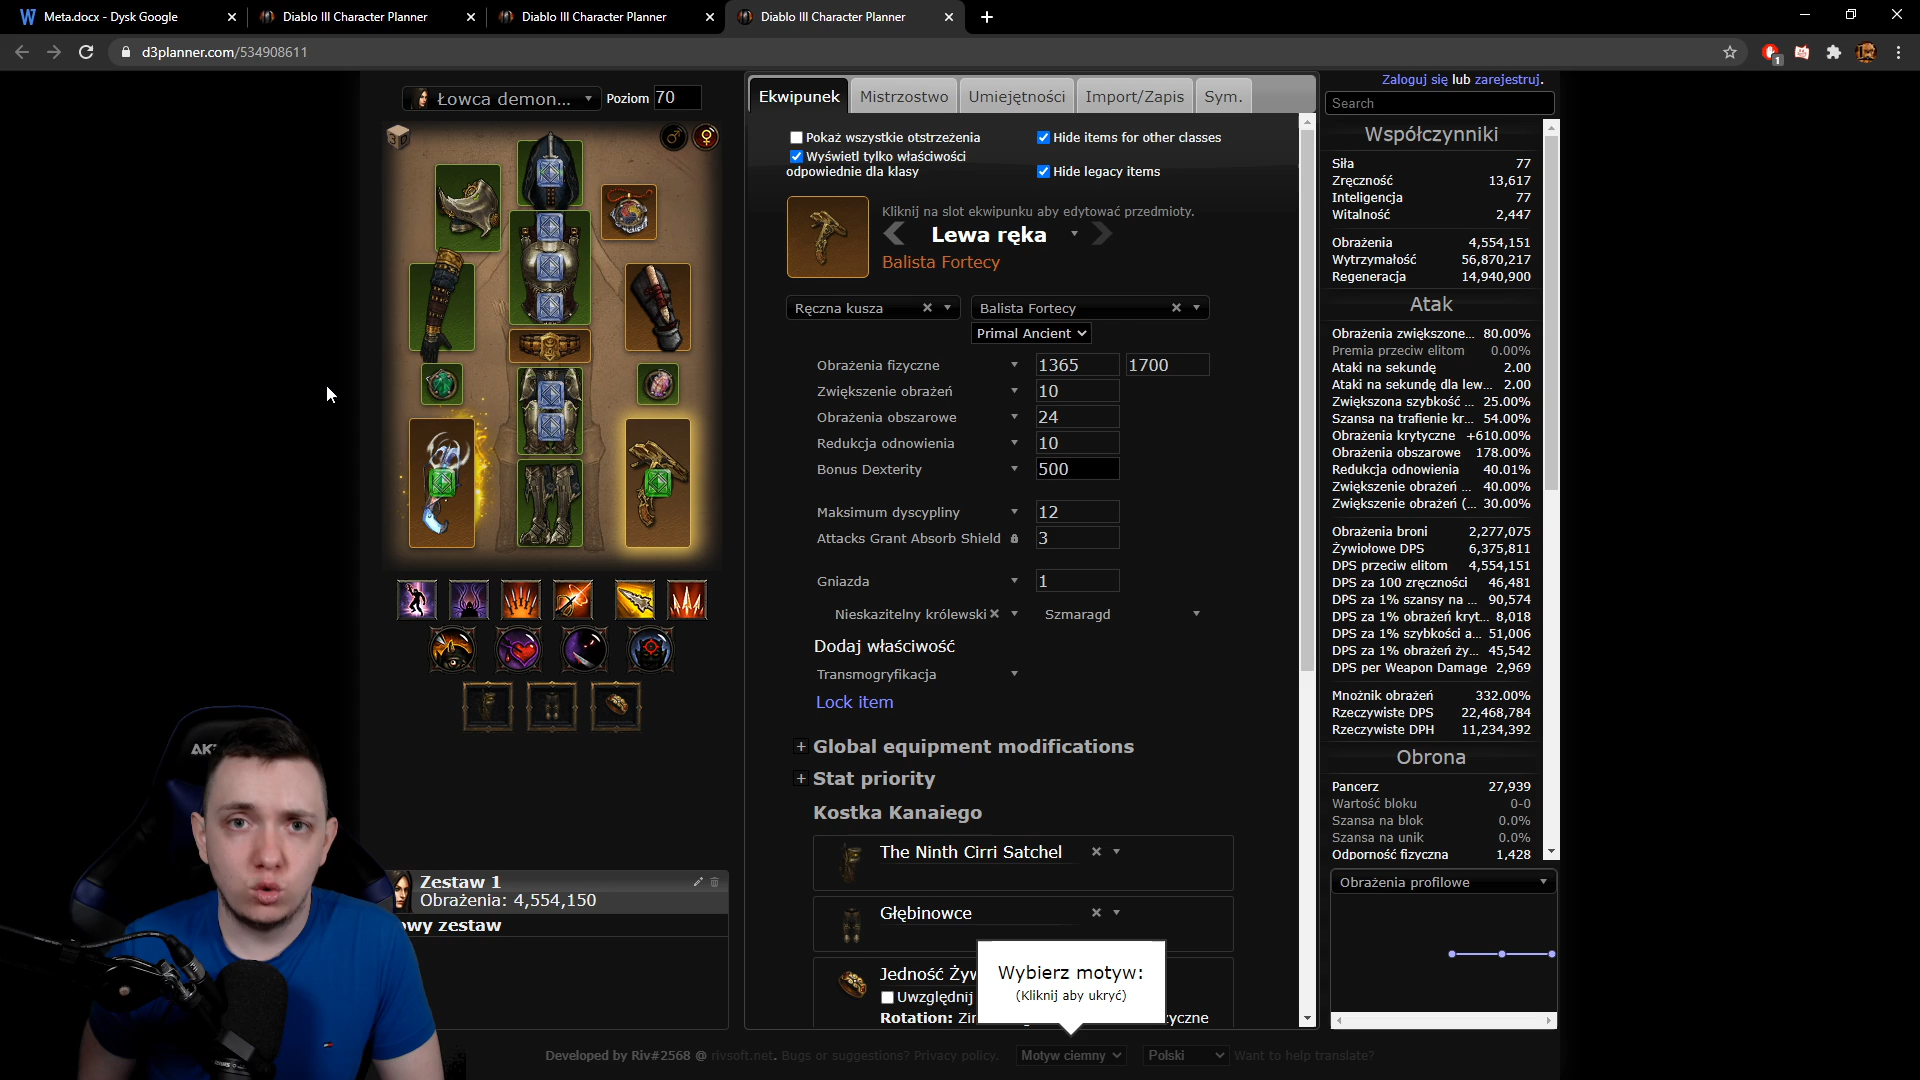 Meta.docx - Dysk Google
Diablo III Character Planner
Diablo III Character Planner
Diablo III Character Planner
d3planner.com/534908611
1
Łowca demon...
Poziom
70
3D
Zestaw 1
Obrażenia: 4,554,150
owy zestaw
AK
Ekwipunek
Mistrzostwo
Umiejętności
Import/Zapis
Sym.
Pokaż wszystkie otstrzeżenia
Hide items for other classes
Wyświetl tylko właściwości
odpowiednie dla klasy
Hide legacy items
Kliknij na slot ekwipunku aby edytować przedmioty.
Lewa ręka
Balista Fortecy
Ręczna kusza
Balista Fortecy
Primal Ancient
Obrażenia fizyczne 1365 1700
Zwiększenie obrażeń 10
Obrażenia obszarowe 24
Redukcja odnowienia 10
Bonus Dexterity 500
Maksimum dyscypliny 12
Attacks Grant Absorb Shield 3
Gniazda 1
Nieskazitelny królewski Szmaragd
Dodaj właściwość
Transmogryfikacja
Lock item
+ Global equipment modifications
+ Stat priority
Kostka Kanaiego
The Ninth Cirri Satchel
Głębinowce
Jedność Żyw
Uwzględnij
Rotation: Zi
yczne
Wybierz motyw:
(Kliknij aby ukryć)
Zaloguj się lub zarejestruj.
Search
Współczynniki
Siła 77
Zręczność 13,617
Inteligencja 77
Witalność 2,447
Obrażenia 4,554,151
Wytrzymałość 56,870,217
Regeneracja 14,940,900
Atak
Obrażenia zwiększone... 80.00%
Premia przeciw elitom 0.00%
Ataki na sekundę 2.00
Ataki na sekundę dla lew... 2.00
Zwiększona szybkość ... 25.00%
Szansa na trafienie kr... 54.00%
Obrażenia krytyczne +610.00%
Obrażenia obszarowe 178.00%
Redukcja odnowienia 40.01%
Zwiększenie obrażeń ... 40.00%
Zwiększenie obrażeń (... 30.00%
Obrażenia broni 2,277,075
Żywiołowe DPS 6,375,811
DPS przeciw elitom 4,554,151
DPS za 100 zręczności 46,481
DPS za 1% szansy na ... 90,574
DPS za 1% obrażeń kryt... 8,018
DPS za 1% szybkości a... 51,006
DPS za 1% obrażeń ży... 45,542
DPS per Weapon Damage 2,969
Mnożnik obrażeń 332.00%
Rzeczywiste DPS 22,468,784
Rzeczywiste DPH 11,234,392
Obrona
Pancerz 27,939
Wartość bloku 0-0
Szansa na blok 0.0%
Szansa na unik 0.0%
Odporność fizyczna 1,428
Obrażenia profilowe
Developed by Riv#2568 @ rivsoft.net. Bugs or suggestions? Privacy policy.
Motyw ciemny
Polski
Want to help translate?